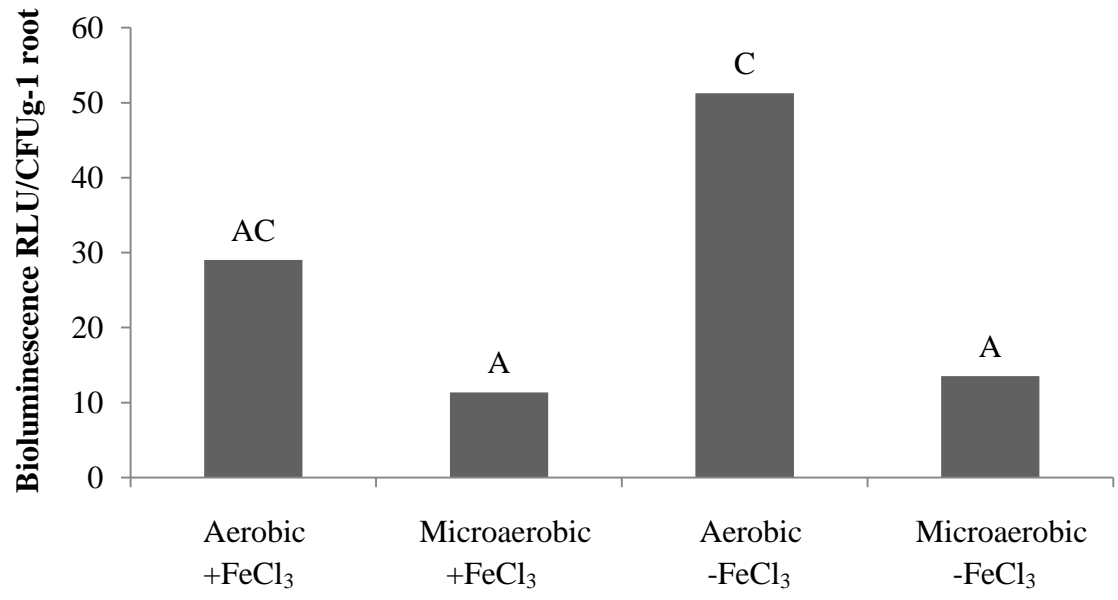 Bioluminescence RLU/CFUg-1 root
60
50
40
30
20
10
0
AC
A
C
A
Aerobic
+FeCl₃
Microaerobic
+FeCl₃
Aerobic
-FeCl₃
Microaerobic
-FeCl₃